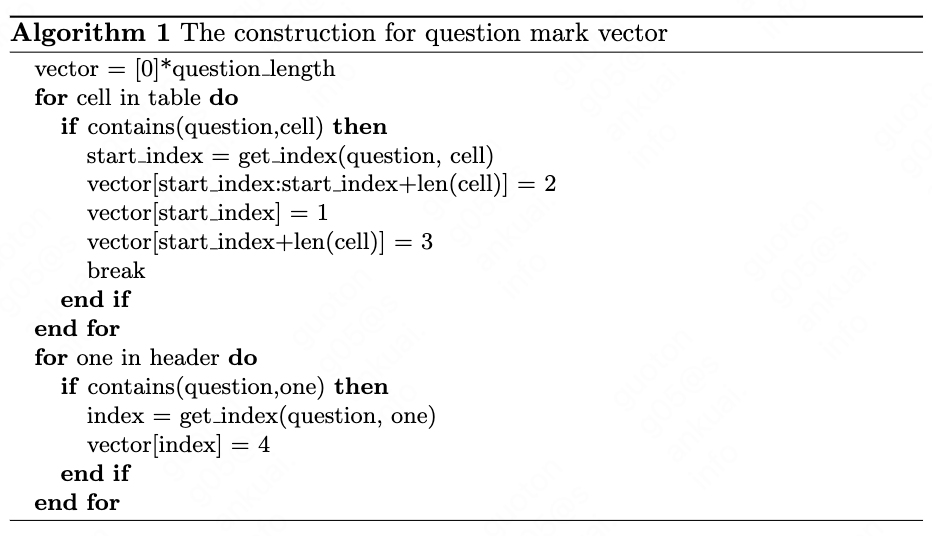 Algorithm 1 The construction for question mark vector
vector = [0]*question_length
for cell in table do
if contains(question,cell) then
start_index = get_index(question, cell)
vector[start_index:start_index+len(cell)] = 2
vector[start_index] = 1
vector[start_index+len(cell)] = 3
break
end if
end for
for one in header do
if contains(question,one) then
index = get_index(question, one)
vector[index] = 4
end if
end for